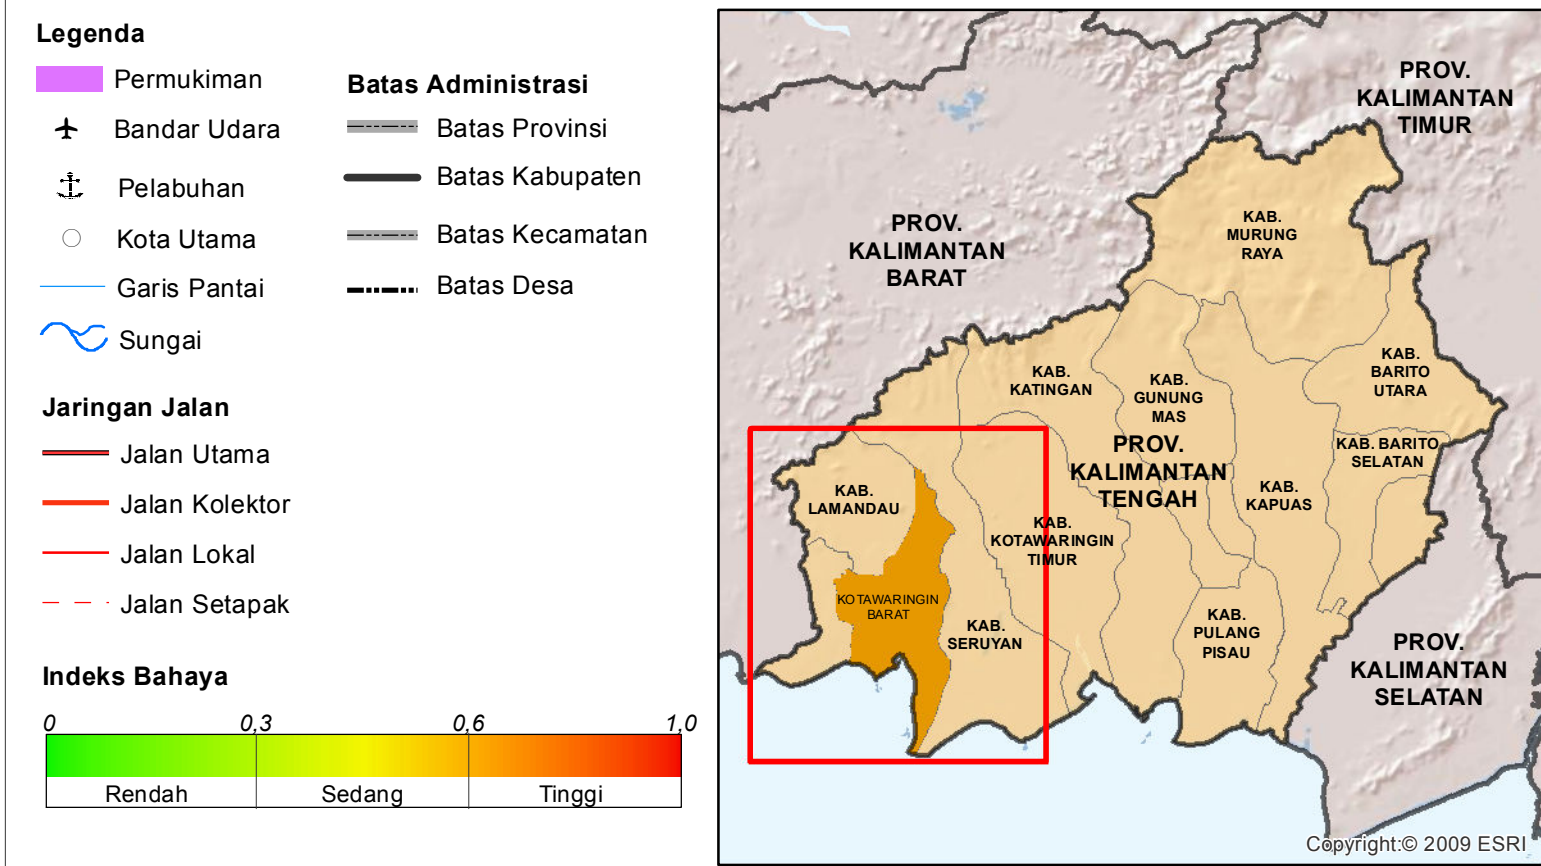 Legenda
Permukiman
Bandar Udara
Pelabuhan
Kota Utama
Garis Pantai
Sungai
Batas Administrasi
Batas Provinsi
Batas Kabupaten
Batas Kecamatan
Batas Desa
Jaringan Jalan
Jalan Utama
Jalan Kolektor
Jalan Lokal
Jalan Setapak
Indeks Bahaya
0 0,3 0,6 1,0
Rendah Sedang Tinggi
PROV.
KALIMANTAN
TIMUR
PROV.
KALIMANTAN
BARAT
KAB.
MURUNG
RAYA
KAB.
BARITO
UTARA
KAB.
KATINGAN
KAB.
GUNUNG
MAS
PROV.
KALIMANTAN
TENGAH
KAB. BARITO
SELATAN
KAB.
LAMANDAU
KAB.
KAPUAS
KAB.
KOTAWARINGIN
TIMUR
KOTAWARINGIN
BARAT
KAB.
SERUYAN
KAB.
PULANG
PISAU
PROV.
KALIMANTAN
SELATAN
Copyright:© 2009 ESRI